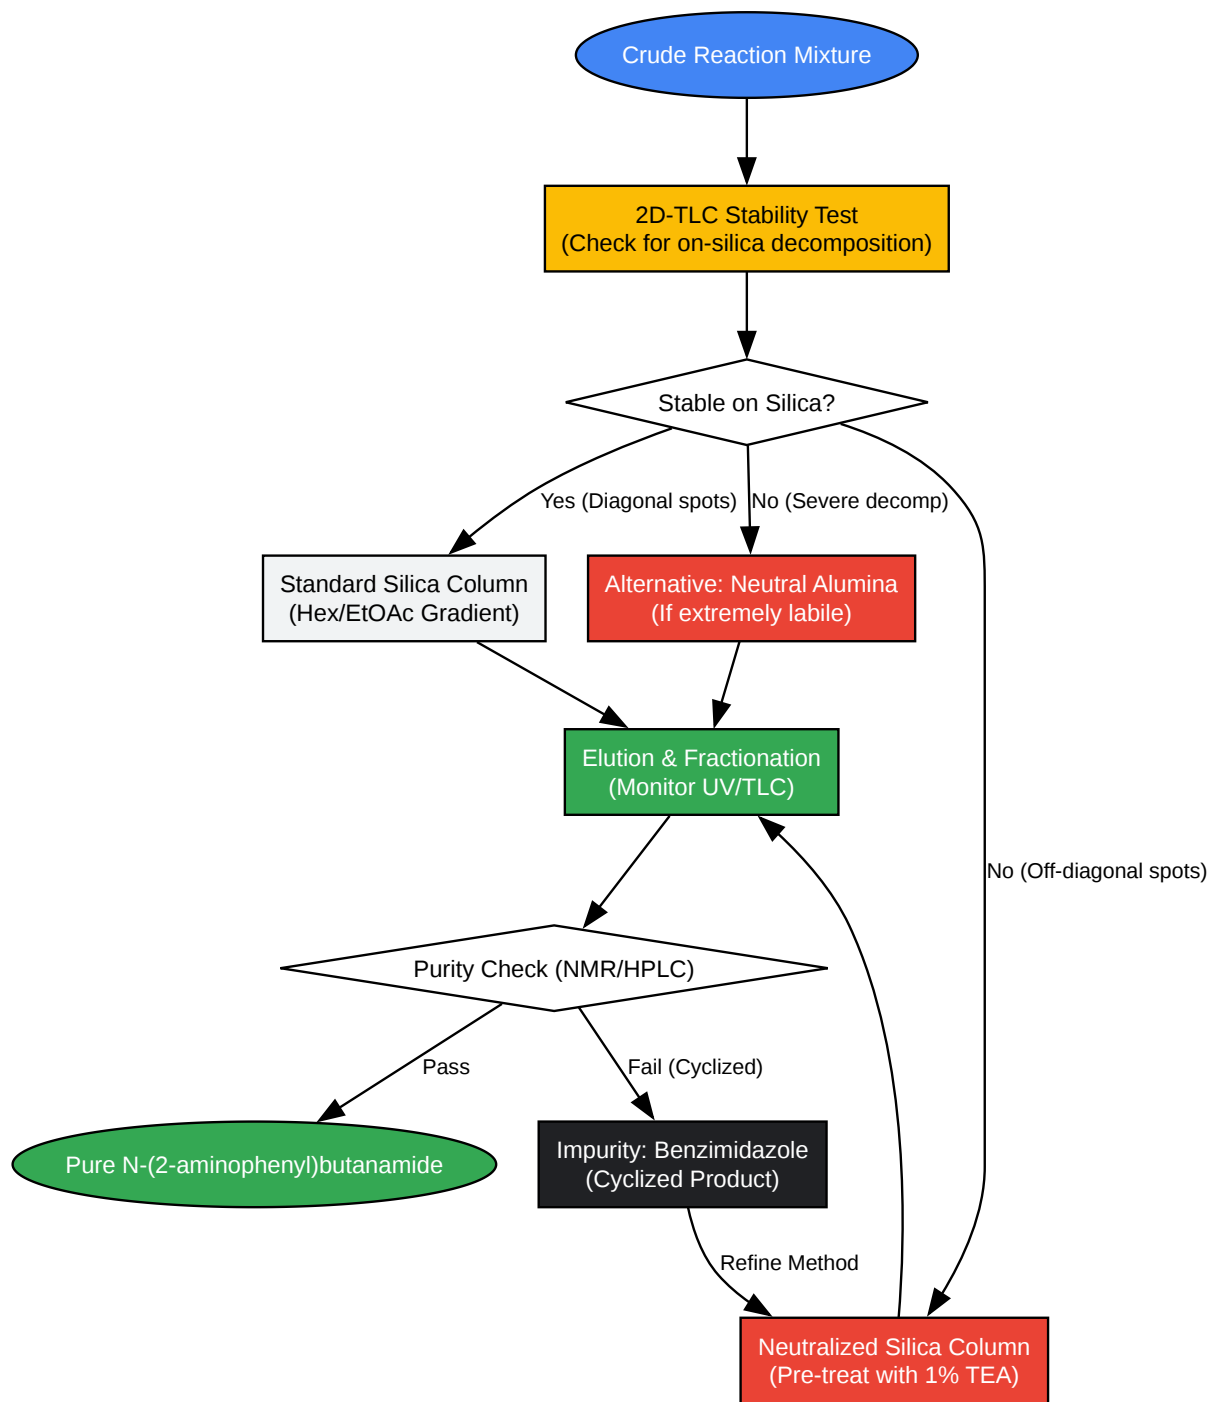 Crude Reaction Mixture
2D-TLC Stability Test
(Check for on-silica decomposition)
Stable on Silica?
Yes (Diagonal spots)
No (Severe decomp)
Standard Silica Column
(Hex/EtOAc Gradient)
Alternative: Neutral Alumina
(If extremely labile)
Elution & Fractionation
(Monitor UV/TLC)
No (Off-diagonal spots)
Purity Check (NMR/HPLC)
Pass
Fail (Cyclized)
Pure N-(2-aminophenyl)butanamide
Impurity: Benzimidazole
(Cyclized Product)
Refine Method
Neutralized Silica Column
(Pre-treat with 1% TEA)